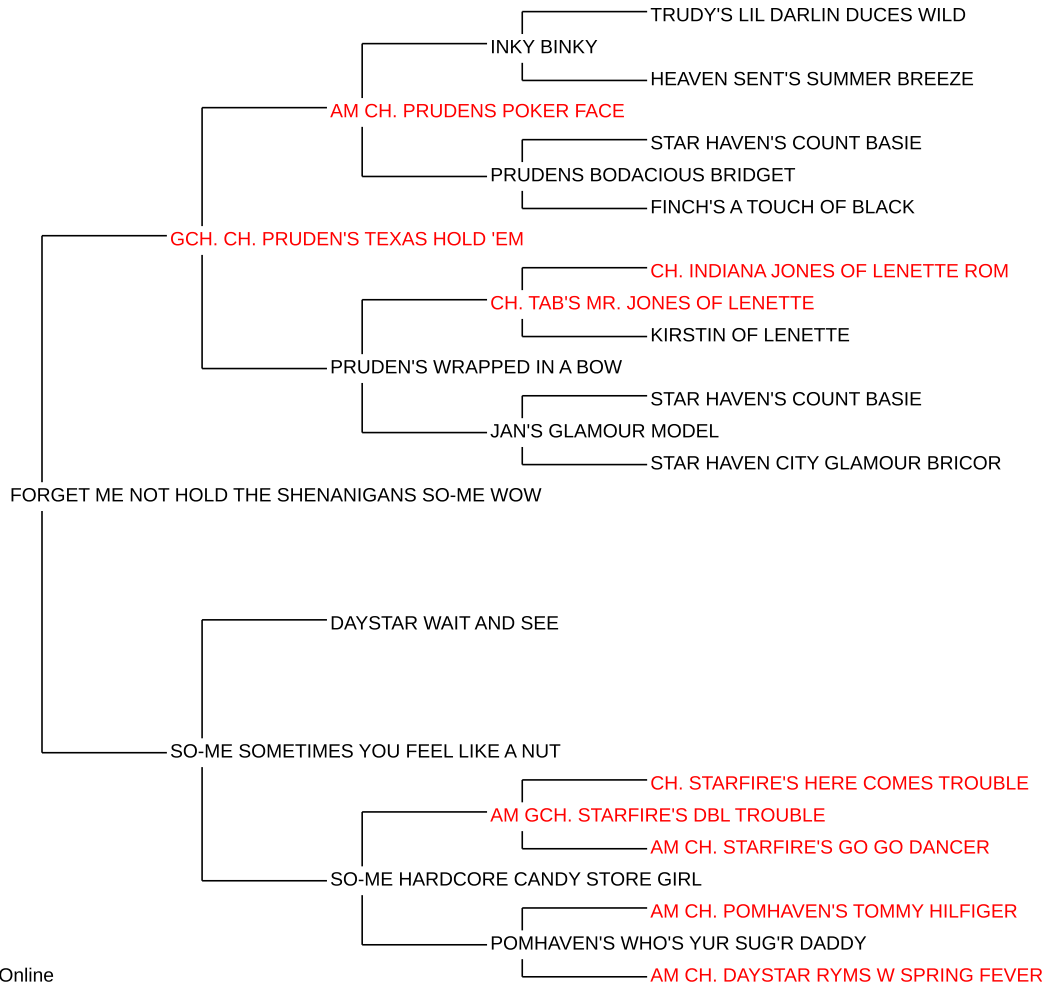 TRUDY'S LIL DARLIN DUCES WILD
INKY BINKY
HEAVEN SENT'S SUMMER BREEZE
AM CH. PRUDENS POKER FACE
STAR HAVEN'S COUNT BASIE
PRUDENS BODACIOUS BRIDGET
FINCH'S A TOUCH OF BLACK
GCH. CH. PRUDEN'S TEXAS HOLD 'EM
CH. INDIANA JONES OF LENETTE ROM
CH. TAB'S MR. JONES OF LENETTE
KIRSTIN OF LENETTE
PRUDEN'S WRAPPED IN A BOW
STAR HAVEN'S COUNT BASIE
JAN'S GLAMOUR MODEL
STAR HAVEN CITY GLAMOUR BRICOR
FORGET ME NOT HOLD THE SHENANIGANS SO-ME WOW
DAYSTAR WAIT AND SEE
SO-ME SOMETIMES YOU FEEL LIKE A NUT
CH. STARFIRE'S HERE COMES TROUBLE
AM GCH. STARFIRE'S DBL TROUBLE
AM CH. STARFIRE'S GO GO DANCER
SO-ME HARDCORE CANDY STORE GIRL
AM CH. POMHAVEN'S TOMMY HILFIGER
POMHAVEN'S WHO'S YUR SUG'R DADDY
AM CH. DAYSTAR RYMS W SPRING FEVER
Online